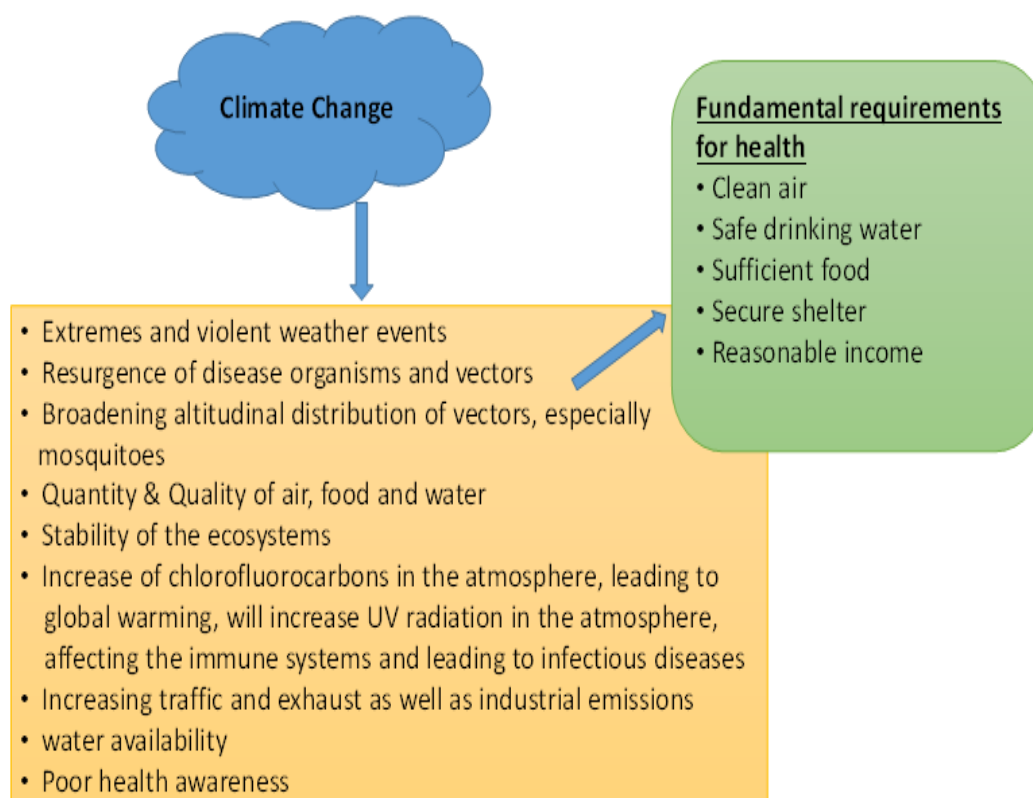 Climate Change
Fundamental requirements
for health
• Clean air
• Safe drinking water
• Sufficient food
• Secure shelter
• Reasonable income
• Extremes and violent weather events
• Resurgence of disease organisms and vectors
• Broadening altitudinal distribution of vectors, especially
mosquitoes
• Quantity & Quality of air, food and water
• Stability of the ecosystems
• Increase of chlorofluorocarbons in the atmosphere, leading to
global warming, will increase UV radiation in the atmosphere,
affecting the immune systems and leading to infectious diseases
• Increasing traffic and exhaust as well as industrial emissions
• water availability
• Poor health awareness